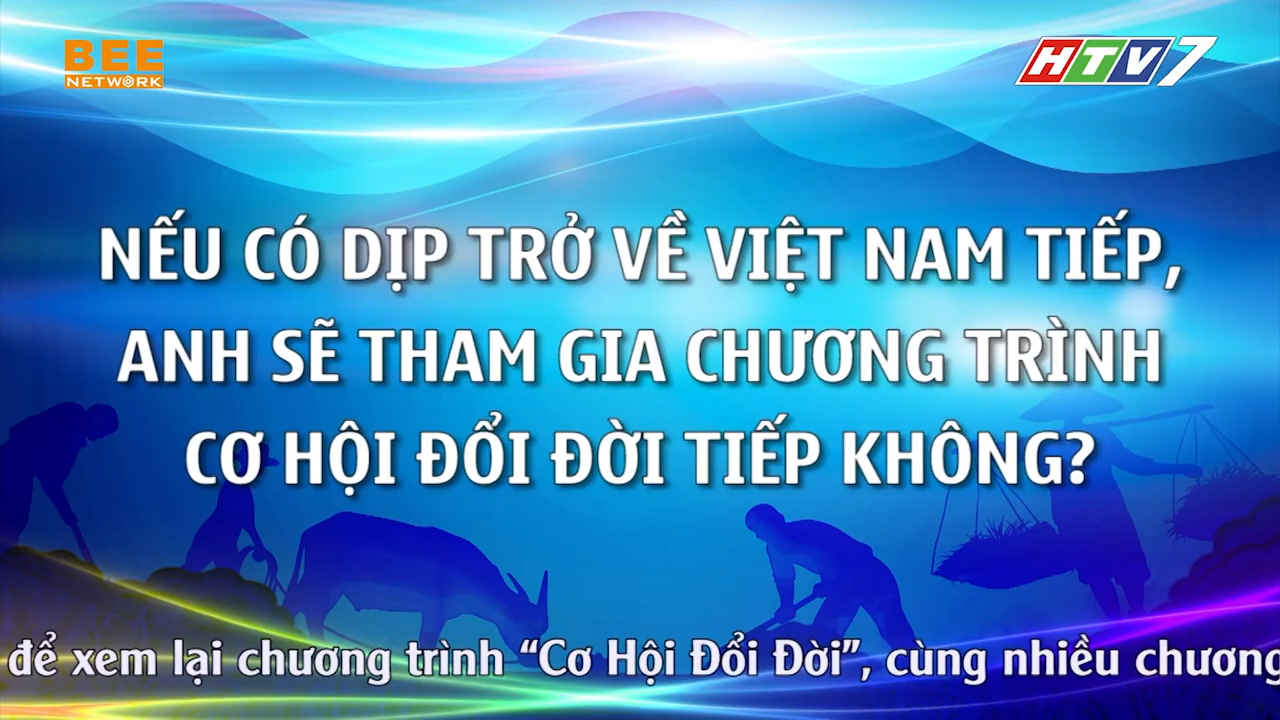 BEE
NETWORK
HTV7
NẾU CÓ DỊP TRỞ VỀ VIỆT NAM TIẾP,
ANH SẼ THAM GIA CHƯƠNG TRÌNH
CƠ HỘI ĐỔI ĐỜI TIẾP KHÔNG?
để xem lại chương trình “Cơ Hội Đổi Đời”, cùng nhiều chương